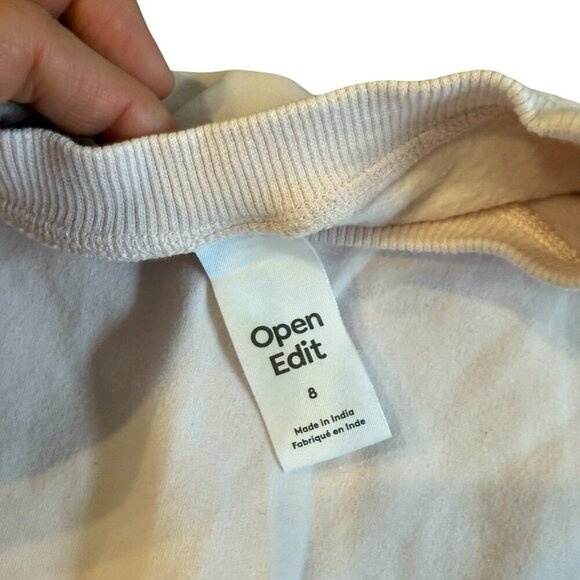 Open
Edit
8
Made in India
Fabriqué en Inde